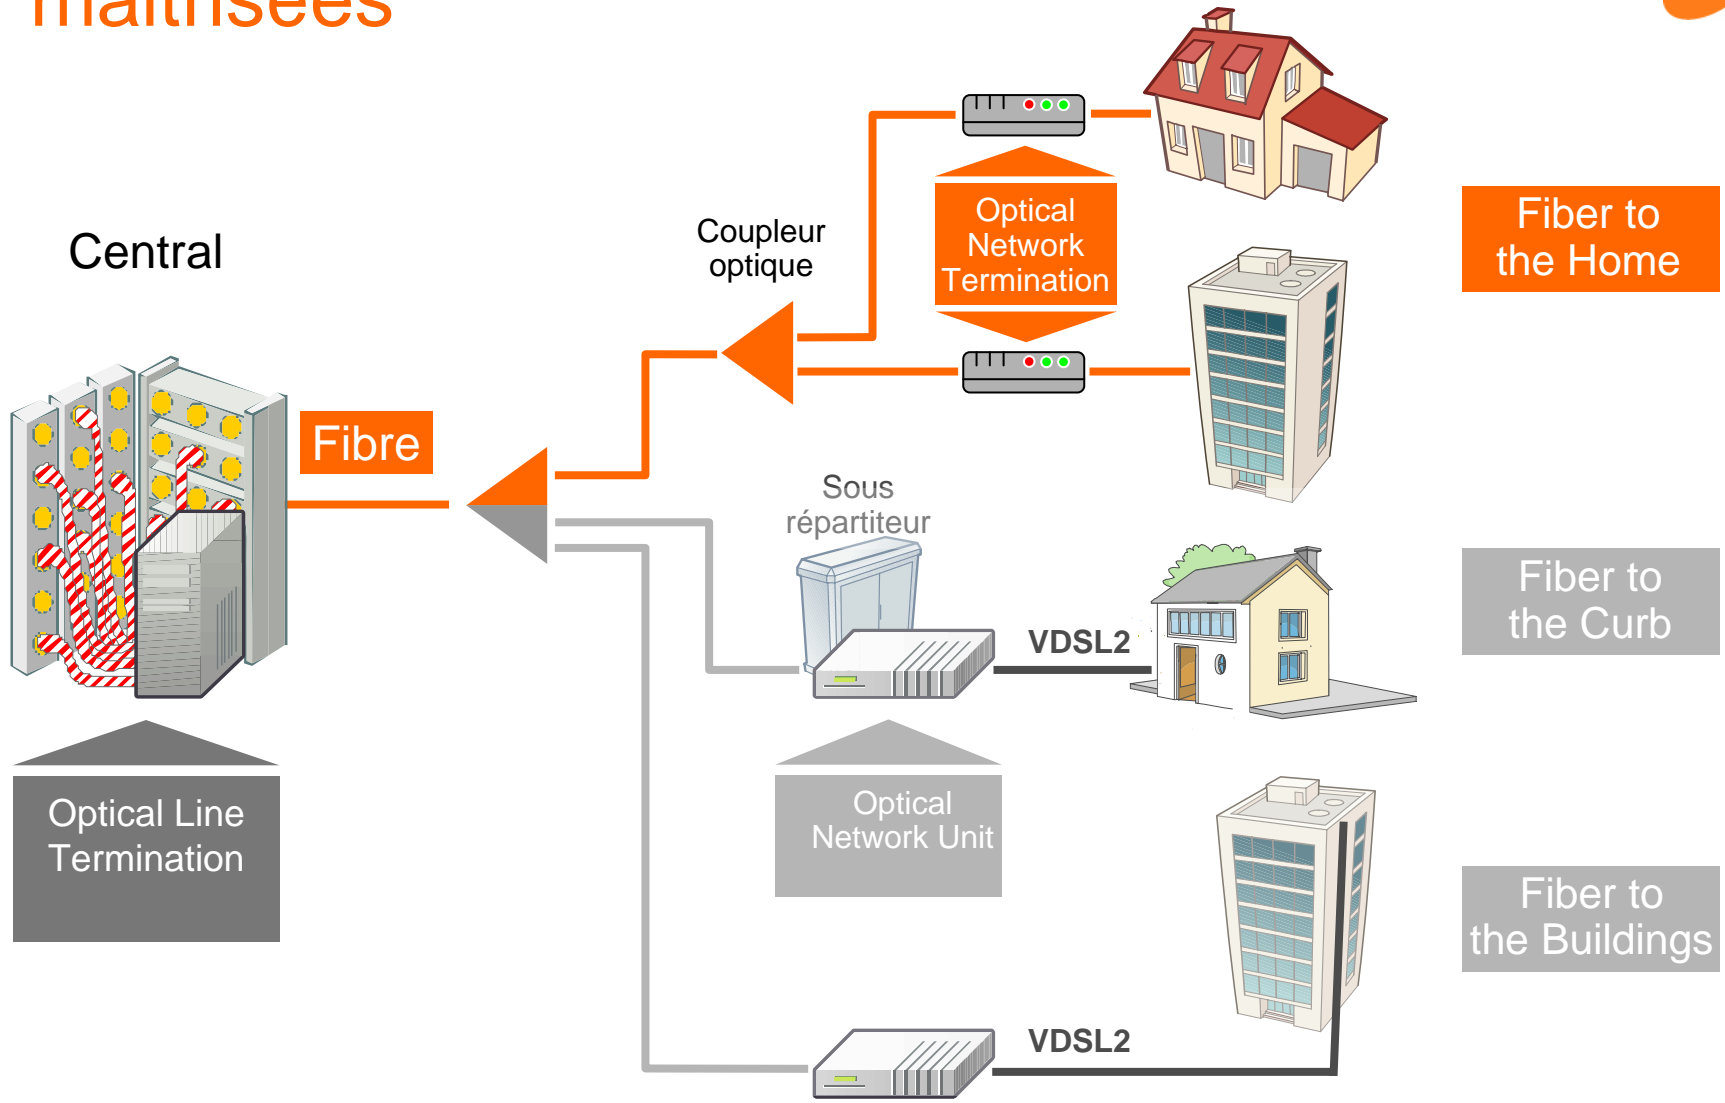 Central
Fibre
Optical Line
Termination
Coupleur
optique
Optical
Network
Termination
Fiber to
the Home
Sous
répartiteur
VDSL2
Fiber to
the Curb
Optical
Network Unit
Fiber to
the Buildings
VDSL2